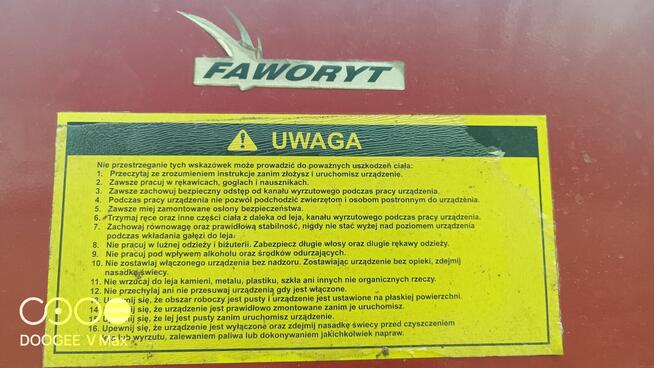 FAWORYT
UWAGA
Nie przestrzeganie tych wskazówek może prowadzić do poważnych uszkodzeń ciała:
1. Przeczytaj ze zrozumieniem instrukcje zanim złożysz i uruchomisz urządzenie.
2. Zawsze pracuj w rękawicach, goglach i nausznikach.
3. Zawsze zachowuj bezpieczny odstęp od kanału wyrzutowego podczas pracy urządzenia.
4. Podczas pracy urządzenia nie pozwól podchodzić zwierzętom i osobom postronnym do urządzenia.
5. Zawsze miej zamontowane osłony bezpieczeństwa.
6. Trzymaj ręce oraz inne części ciała z daleka od leja, kanału wyrzutowego podczas pracy urządzenia.
7. Zachowaj równowagę oraz prawidłową stabilność, nigdy nie stać wyżej nad poziomem urządzenia
podczas wkładania gałęzi do leja.
8. Nie pracuj w luźnej odzieży i biżuterii. Zabezpiecz długie włosy oraz długie rękawy odzieży.
9. Nie pracuj pod wpływem alkoholu oraz środków odurzających.
10. Nie zostawiaj włączonego urządzenia bez nadzoru. Zostawiając urządzenie bez opieki, zdejmij
nasadkę świecy.
11. Nie wrzucaj do leja kamieni, metalu, plastiku, szkła ani innych nie organicznych rzeczy.
12. Nie przechylaj ani nie przesuwaj urządzenia gdy jest włączone.
się, że obszar roboczy jest pusty i urządzenie jest ustawione na płaskiej powierzchni.
14 się, że urządzenie jest prawidłowo zmontowane zanim je uruchomisz.
się, że lej jest pusty zanim uruchomisz urządzenie.
16. Upewnij się, że urządzenie jest wyłączone oraz zdejmij nasadkę świecy przed czyszczeniem
lub wyrzutu, zalewaniem paliwa lub dokonywaniem jakichkolwiek napraw.
DOOGEE V Max